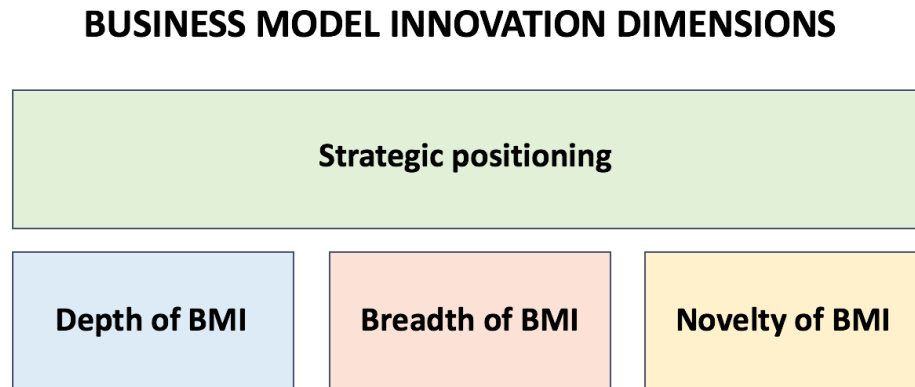 BUSINESS MODEL INNOVATION DIMENSIONS
Strategic positioning
Depth of BMI
Breadth of BMI
Novelty of BMI